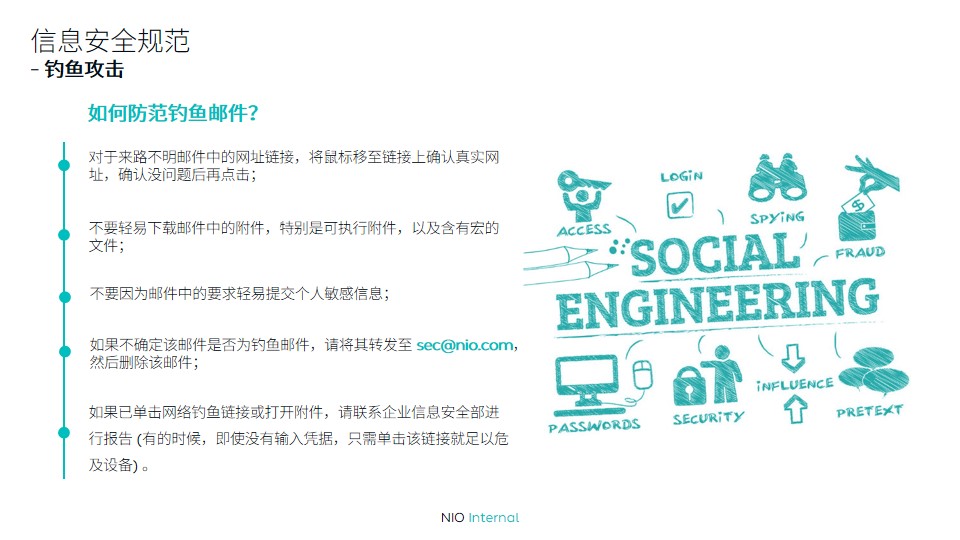 信息安全规范
- 钓鱼攻击
如何防范钓鱼邮件？
对于来路不明邮件中的网址链接，将鼠标移至链接上确认真实网
址，确认没问题后再点击；
不要轻易下载邮件中的附件，特别是可执行附件，以及含有宏的
文件；
不要因为邮件中的要求轻易提交个人敏感信息；
如果不确定该邮件是否为钓鱼邮件，请将其转发至 sec@nio.com，
然后删除该邮件；
如果已单击网络钓鱼链接或打开附件，请联系企业信息安全部进
行报告 (有的时候，即使没有输入凭据，只需单击该链接就足以危
及设备) 。
ACCESS
LOGIN
SPYING
FRAUD
SOCIAL
ENGINEERING
PASSWORDS
SECURITY
INFLUENCE
PRETEXT
$
NIO Internal